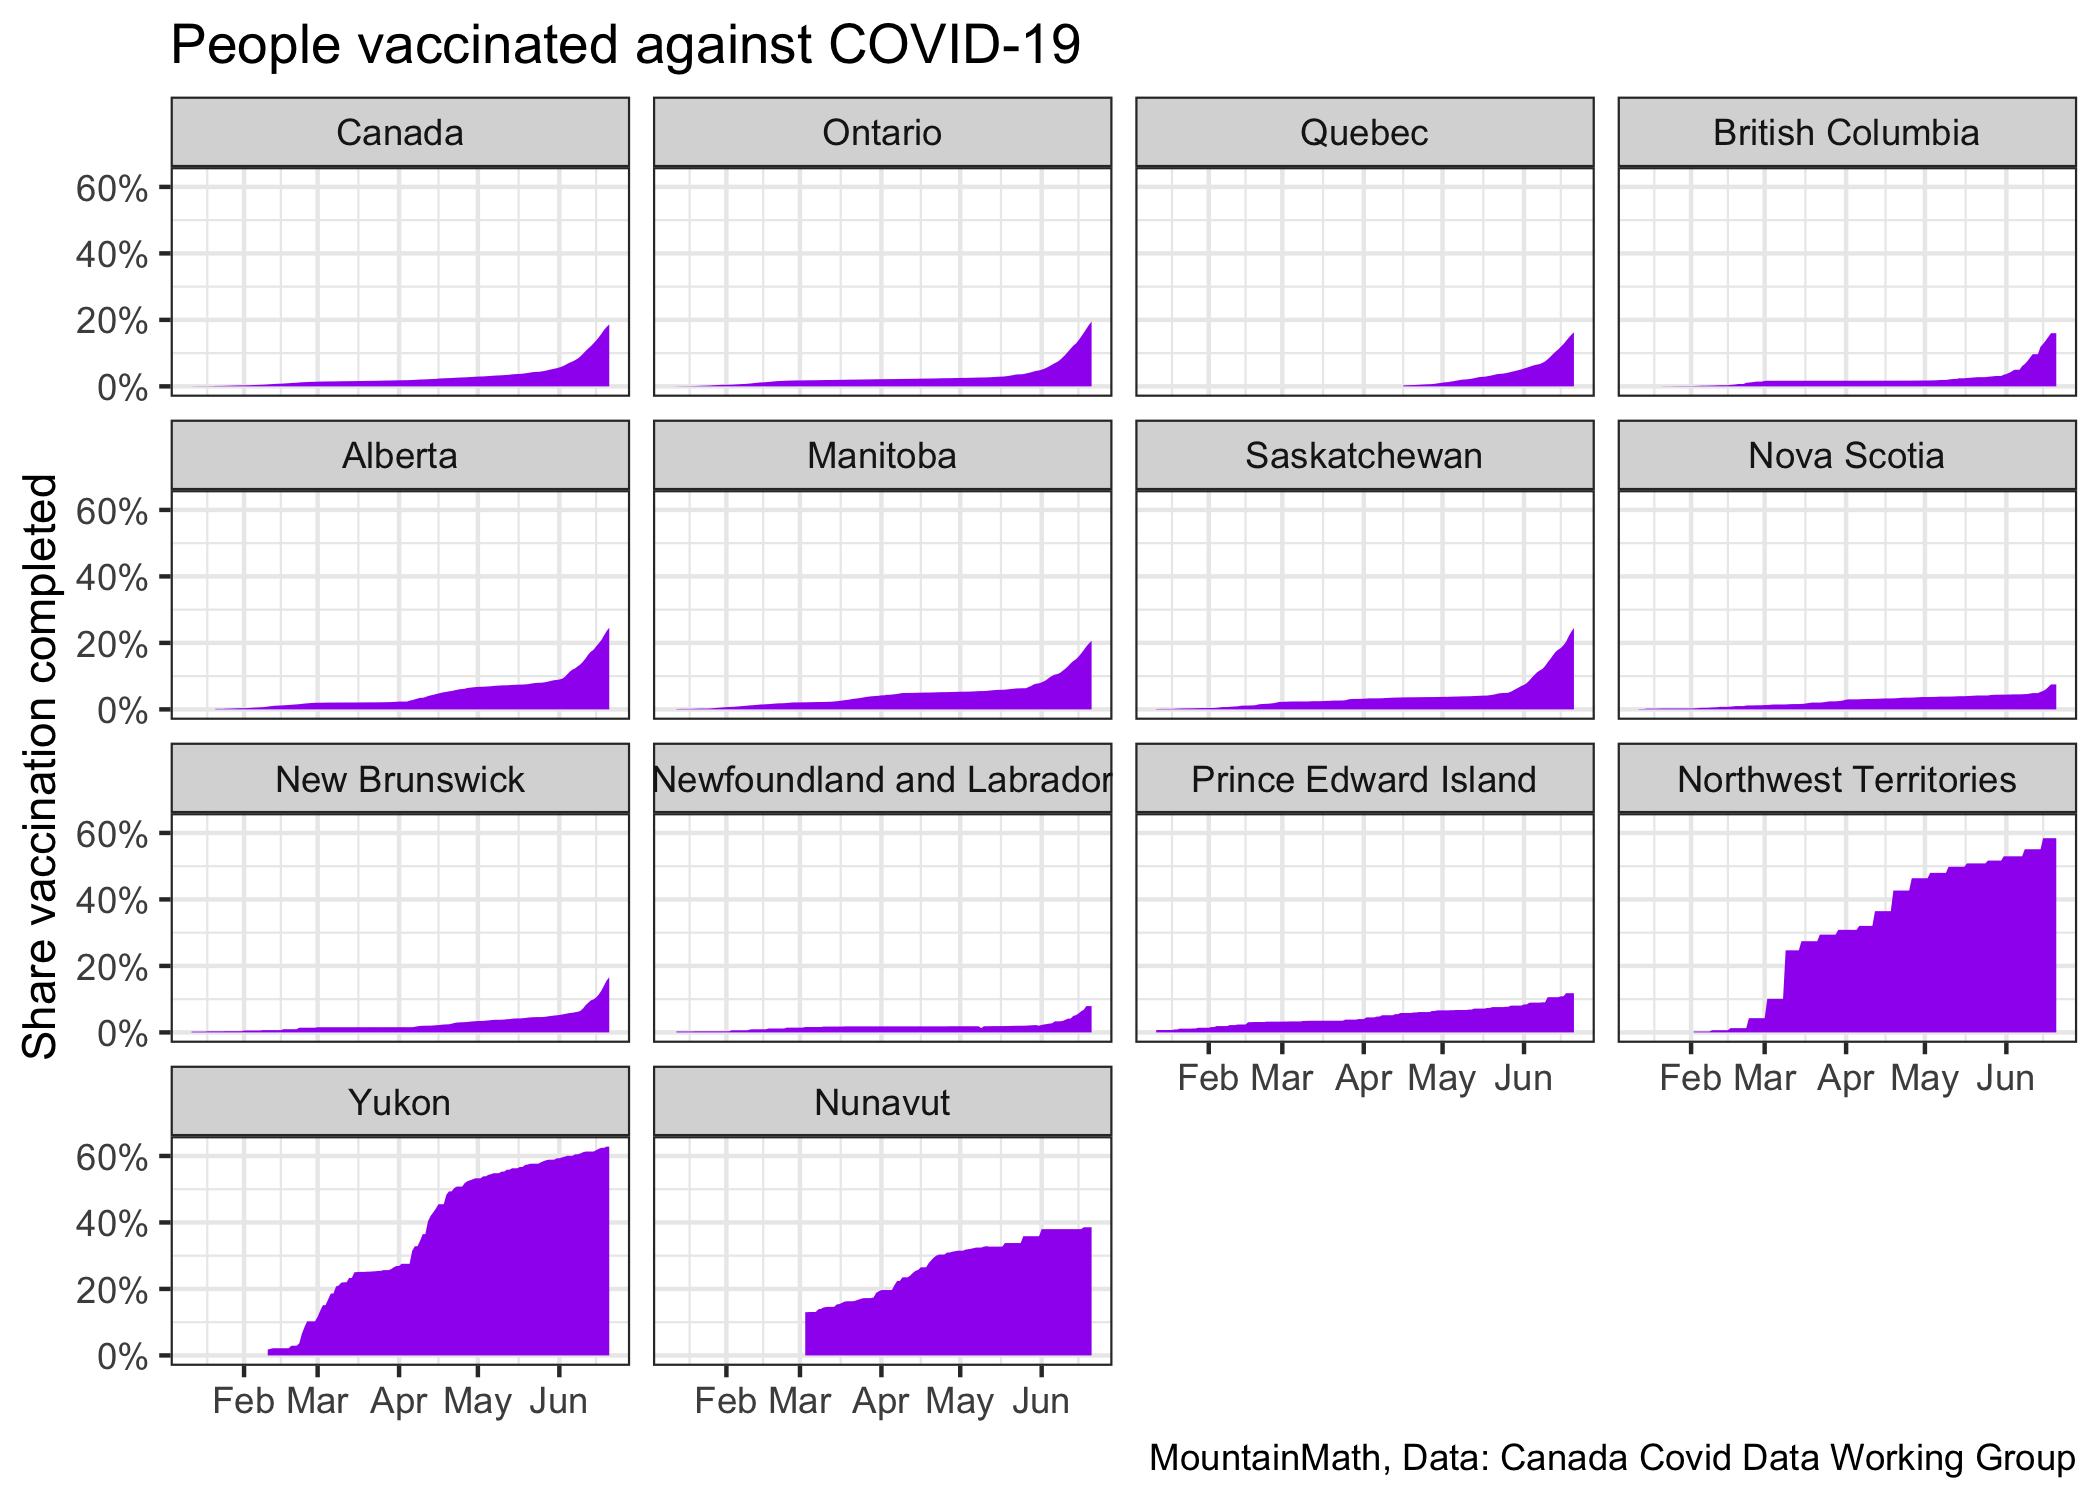 People vaccinated against COVID-19
Share vaccination completed
Canada
Ontario
Quebec
British Columbia
60%
40%
20%
0%
Alberta
Manitoba
Saskatchewan
Nova Scotia
60%
40%
20%
0%
New Brunswick
Newfoundland and Labrador
Prince Edward Island
Northwest Territories
60%
40%
20%
0%
Feb Mar Apr May Jun
Feb Mar Apr May Jun
Yukon
Nunavut
60%
40%
20%
0%
Feb Mar Apr May Jun
Feb Mar Apr May Jun
MountainMath, Data: Canada Covid Data Working Group